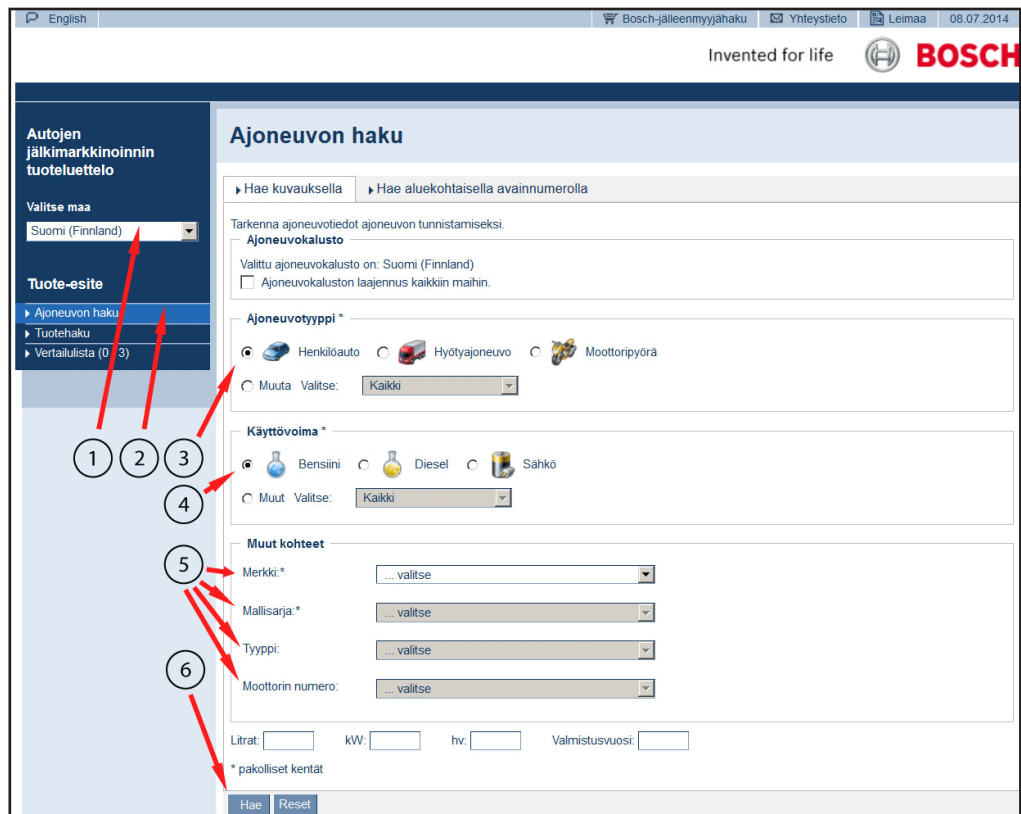 English
Bosch-jälleenmyyjähaku Yhteystieto Leimaa 08.07.2014
Invented for life BOSCH
Autojen
jälkimarkkinoinnin
tuoteluettelo
Valitse maa
Suomi (Finnland)
Tuote-esite
Ajoneuvon haku
Tuotehaku
Vertailulista (0 / 3)
Ajoneuvon haku
Hae kuvauksella Hae aluekohtaisella avainnumerolla
Tarkenna ajoneuvotiedot ajoneuvon tunnistamiseksi.
Ajoneuvokalusto
Valittu ajoneuvokalusto on: Suomi (Finnland)
Ajoneuvokaluston laajennus kaikkiin maihin.
Ajoneuvotyyppi *
Henkilöauto Hyötyajoneuvo Moottoripyörä
Muuta Valitse: Kaikki
Käyttövoima *
Bensiini Diesel Sähkö
Muut Valitse: Kaikki
Muut kohteet
Merkki:* ... valitse
Mallisarja:* ... valitse
Tyyppi: ... valitse
Moottorin numero: ... valitse
Litrat: kW: hv: Valmistusvuosi:
* pakolliset kentät
Hae Reset
1 2 3
4
5
6